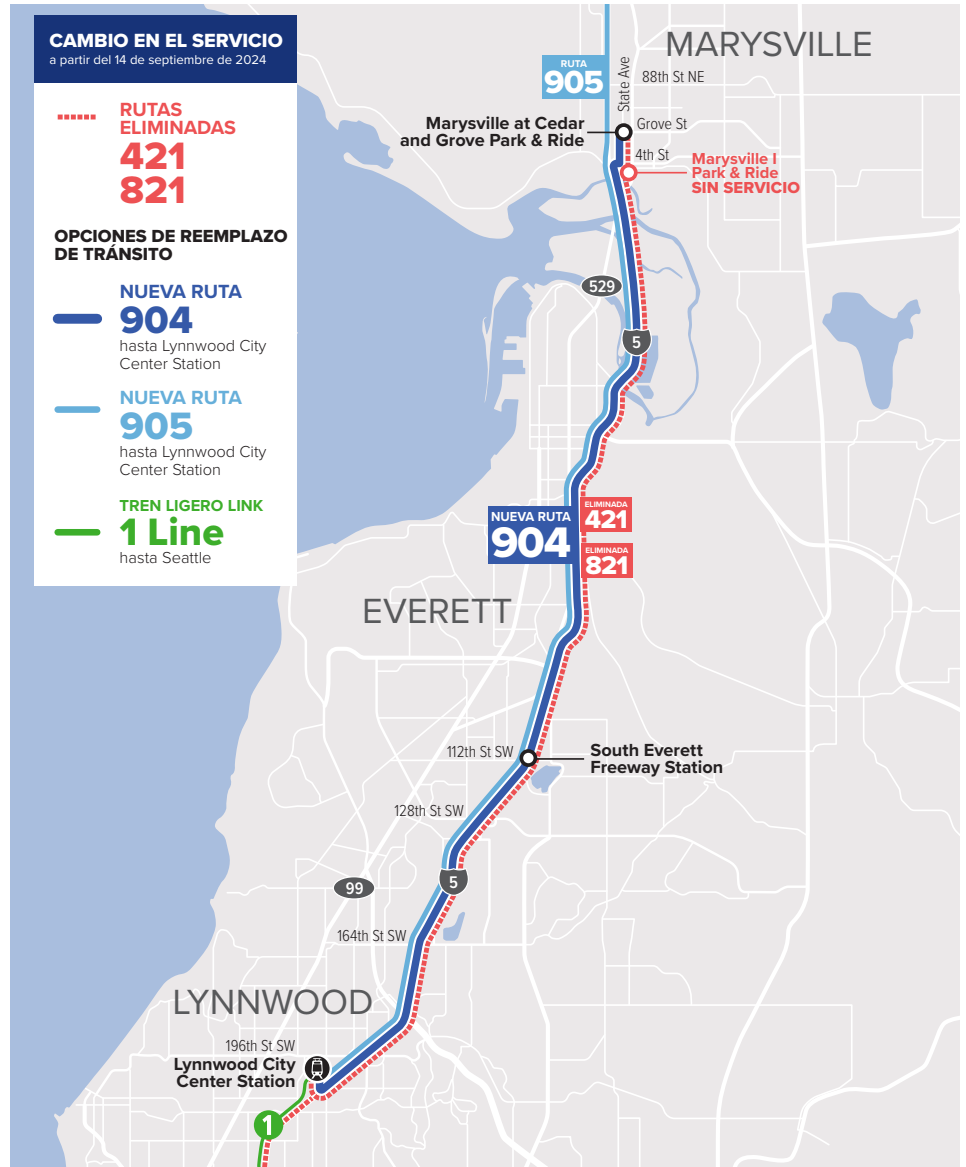 CAMBIO EN EL SERVICIO
a partir del 14 de septiembre de 2024
RUTAS
ELIMINADAS
421
821
OPCIONES DE REEMPLAZO
DE TRÁNSITO
NUEVA RUTA
904
hasta Lynnwood City
Center Station
NUEVA RUTA
905
hasta Lynnwood City
Center Station
TREN LIGERO LINK
1 Line
hasta Seattle
MARYSVILLE
RUTA
905
State Ave
88th St NE
Marysville at Cedar
and Grove Park & Ride
Grove St
4th St
Marysville I
Park & Ride
SIN SERVICIO
529
5
NUEVA RUTA
904
ELIMINADA
421
ELIMINADA
821
EVERETT
112th St SW
South Everett
Freeway Station
128th St SW
99
5
164th St SW
LYNNWOOD
196th St SW
Lynnwood City
Center Station
1